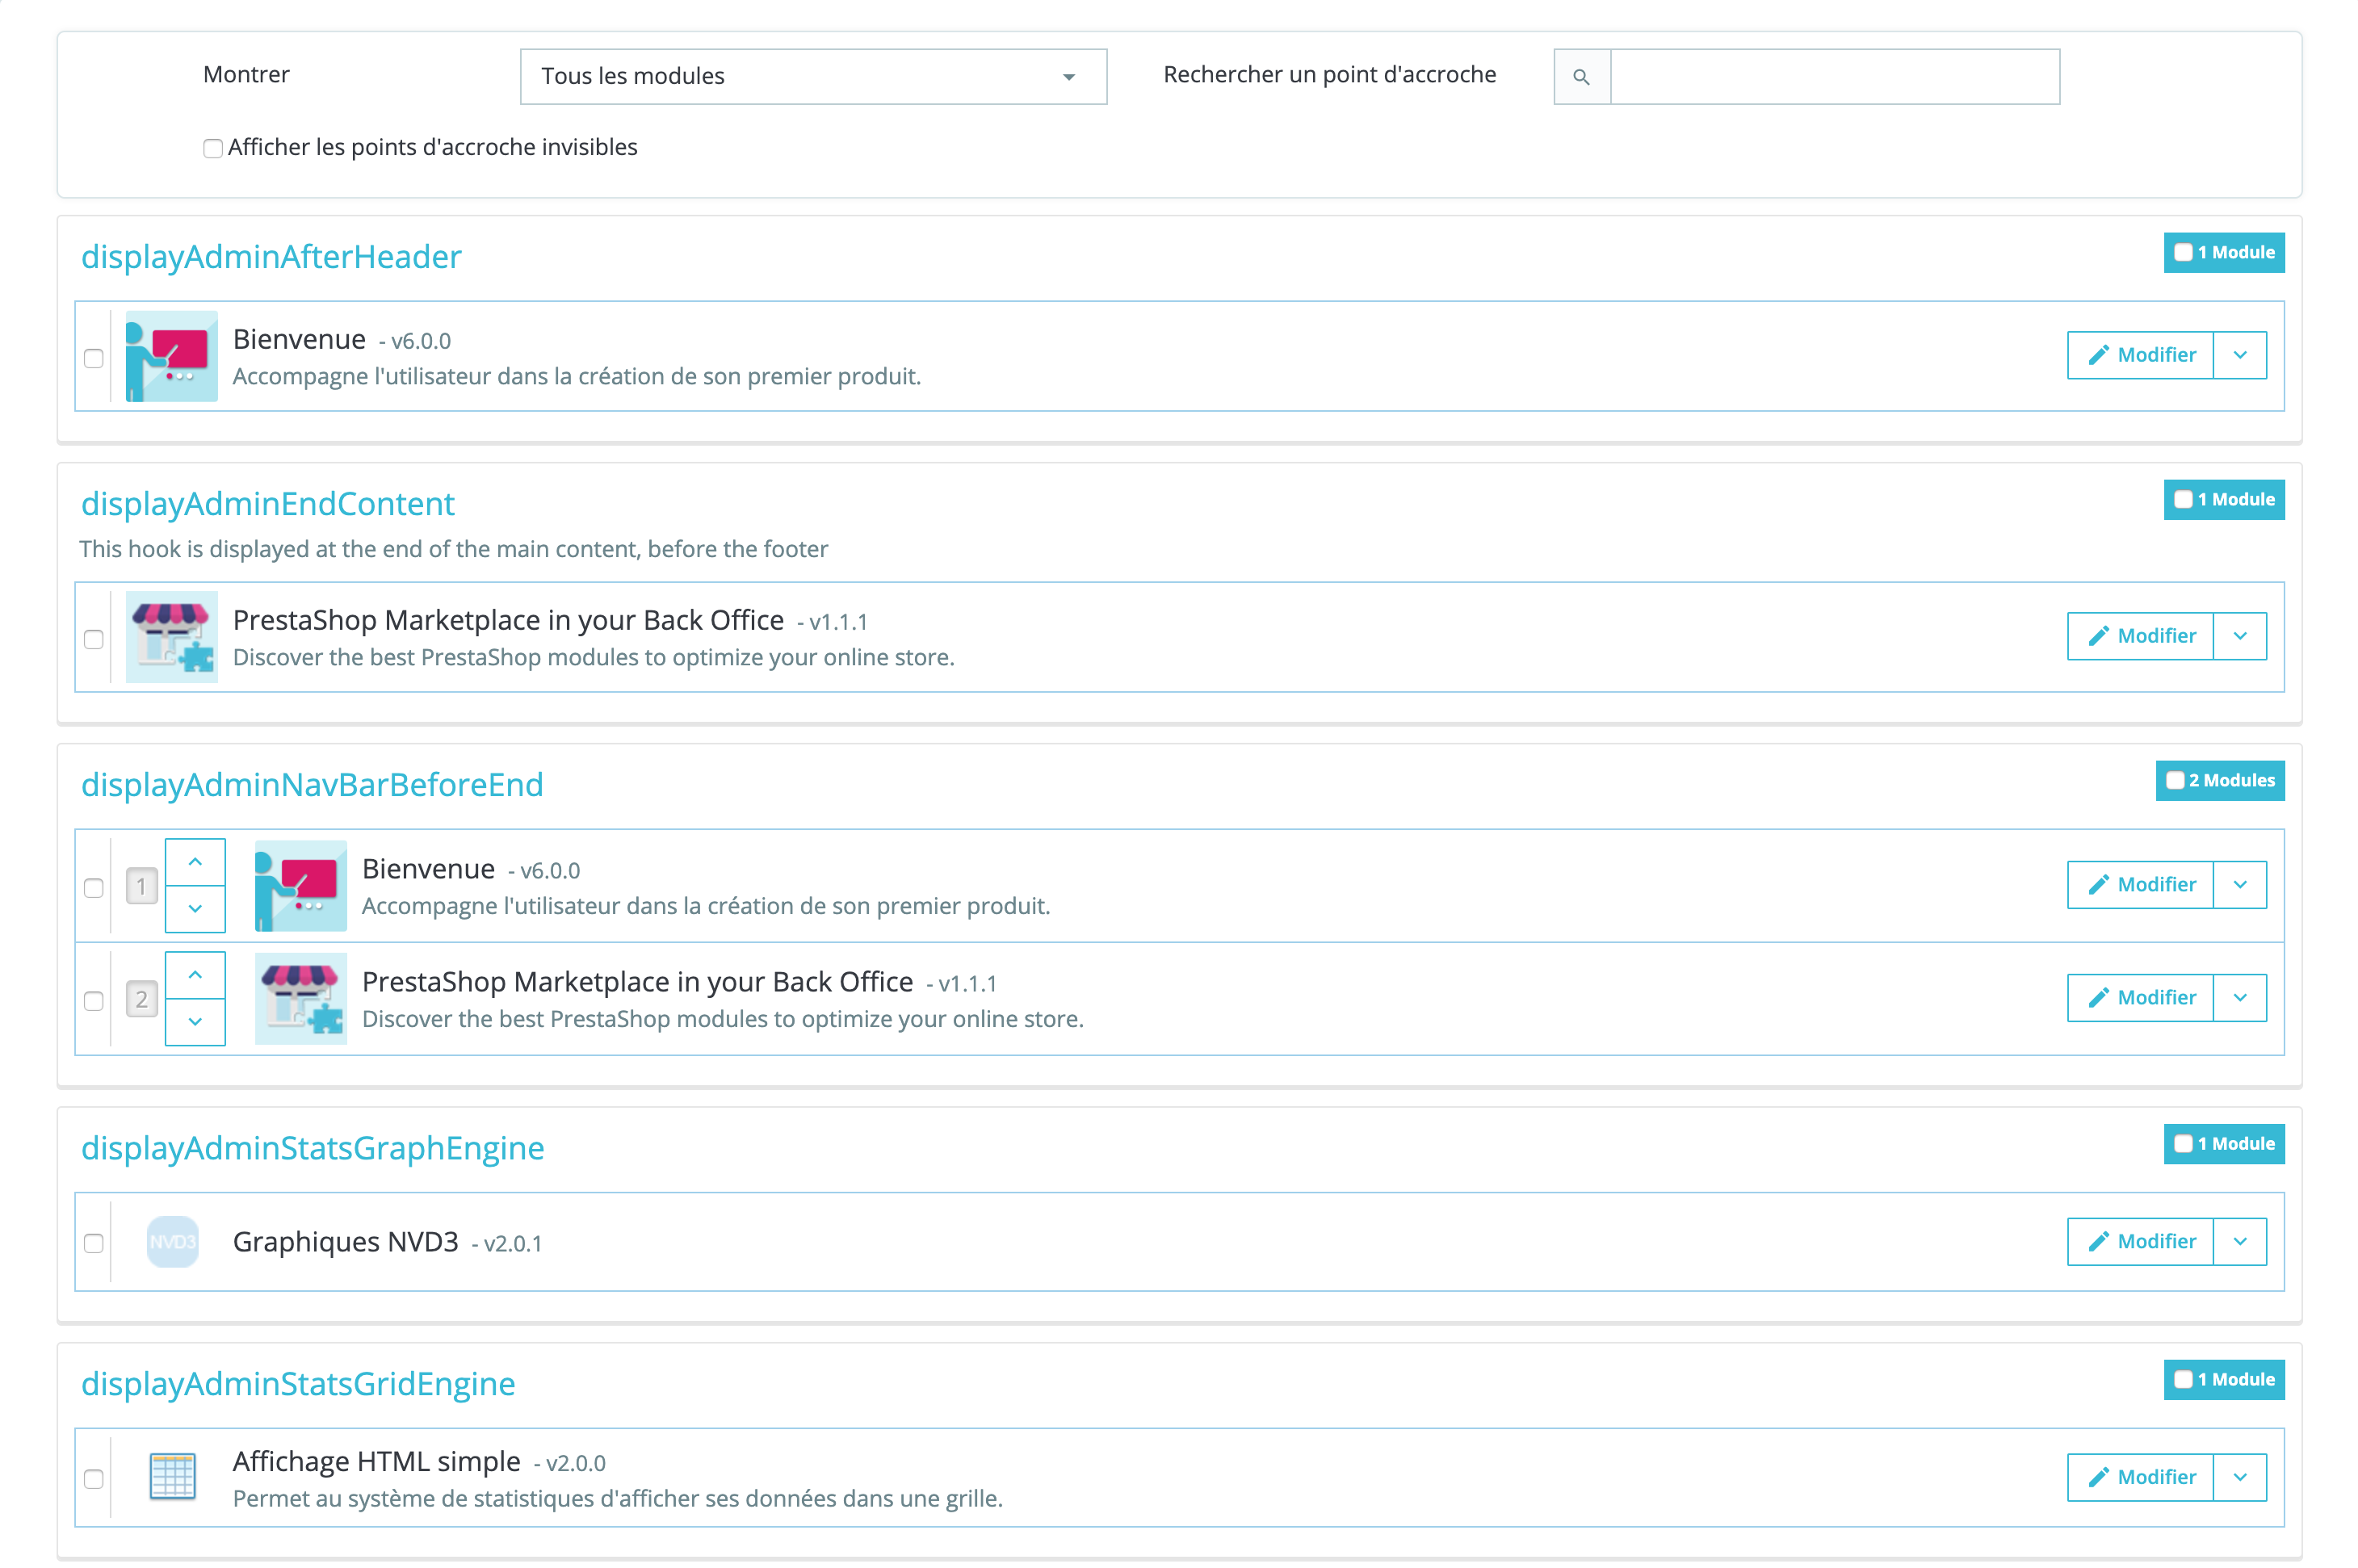 Montrer
Tous les modules
Rechercher un point d'accroche
Afficher les points d'accroche invisibles
displayAdminAfterHeader
1 Module
Bienvenue - v6.0.0
Accompagne l'utilisateur dans la création de son premier produit.
Modifier
displayAdminEndContent
1 Module
This hook is displayed at the end of the main content, before the footer
PrestaShop Marketplace in your Back Office - v1.1.1
Discover the best PrestaShop modules to optimize your online store.
Modifier
displayAdminNavBarBeforeEnd
2 Modules
1
Bienvenue - v6.0.0
Accompagne l'utilisateur dans la création de son premier produit.
Modifier
2
PrestaShop Marketplace in your Back Office - v1.1.1
Discover the best PrestaShop modules to optimize your online store.
Modifier
displayAdminStatsGraphEngine
1 Module
NVD3
Graphiques NVD3 - v2.0.1
Modifier
displayAdminStatsGridEngine
1 Module
Affichage HTML simple - v2.0.0
Permet au système de statistiques d'afficher ses données dans une grille.
Modifier